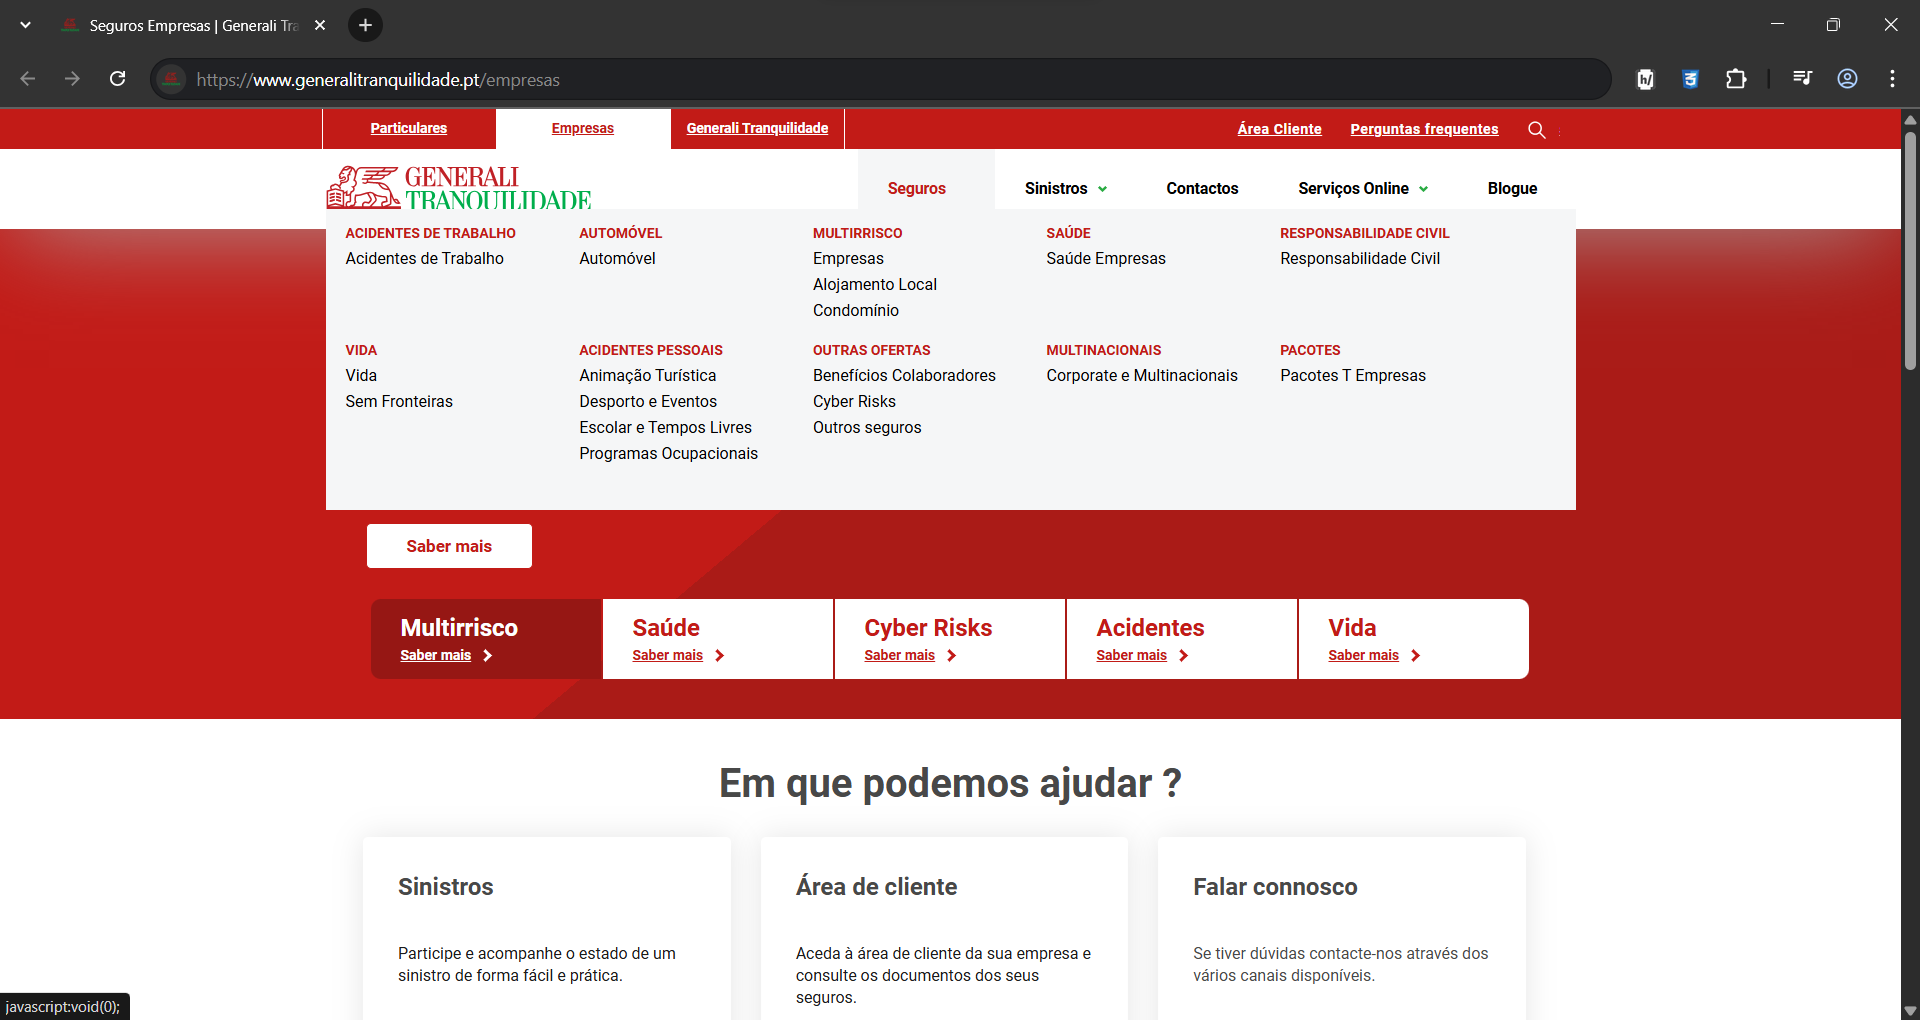 Seguros Empresas | Generali Tra
https://www.generalitranquilidade.pt/empresas
Particulares
Empresas
Generali Tranquilidade
Área Cliente
Perguntas frequentes
GENERALI
TRANQUILIDADE
Seguros
Sinistros
Contactos
Serviços Online
Blogue
ACIDENTES DE TRABALHO
Acidentes de Trabalho
AUTOMÓVEL
Automóvel
MULTIRRISCO
Empresas
Alojamento Local
Condomínio
SAÚDE
Saúde Empresas
RESPONSABILIDADE CIVIL
Responsabilidade Civil
VIDA
Vida
Sem Fronteiras
ACIDENTES PESSOAIS
Animação Turística
Desporto e Eventos
Escolar e Tempos Livres
Programas Ocupacionais
OUTRAS OFERTAS
Benefícios Colaboradores
Cyber Risks
Outros seguros
MULTINACIONAIS
Corporate e Multinacionais
PACOTES
Pacotes T Empresas
Saber mais
Multirrisco
Saber mais
Saúde
Saber mais
Cyber Risks
Saber mais
Acidentes
Saber mais
Vida
Saber mais
Em que podemos ajudar ?
Sinistros
Participe e acompanhe o estado de um
sinistro de forma fácil e prática.
Área de cliente
Aceda à área de cliente da sua empresa e
consulte os documentos dos seus
seguros.
Falar connosco
Se tiver dúvidas contacte-nos através dos
vários canais disponíveis.
javascript:void(0);